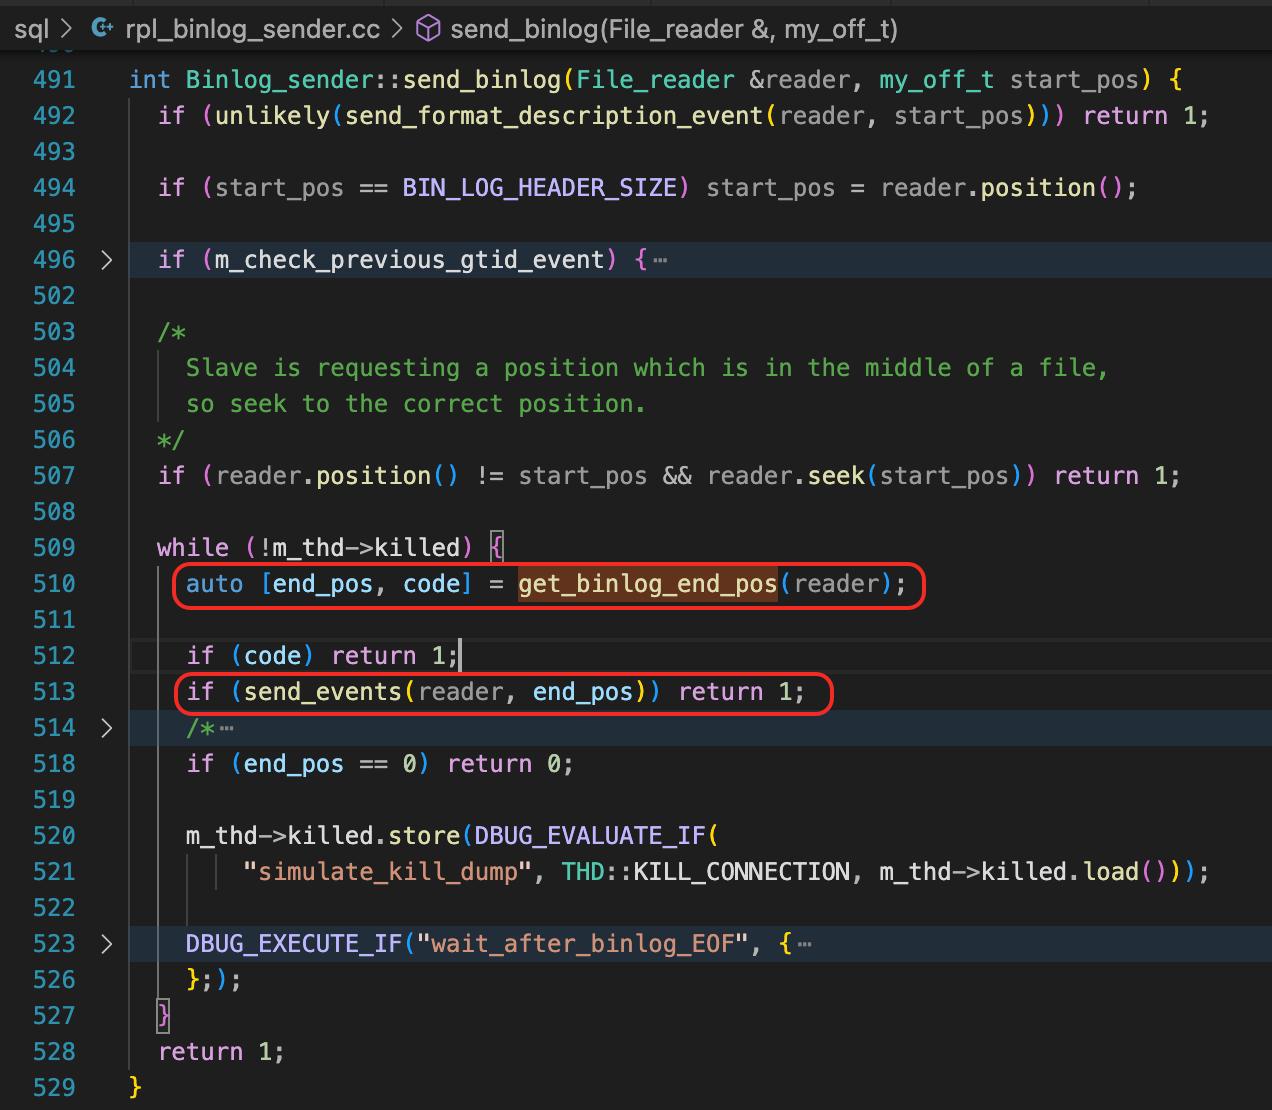 sql > rpl_binlog_sender.cc > send_binlog(File_reader &, my_off_t)
491 int Binlog_sender::send_binlog(File_reader &reader, my_off_t start_pos) {
492 if (unlikely(send_format_description_event(reader, start_pos))) return 1;
493
494 if (start_pos == BIN_LOG_HEADER_SIZE) start_pos = reader.position();
495
496 > if (m_check_previous_gtid_event) {⋯
502
503 /*
504 Slave is requesting a position which is in the middle of a file,
505 so seek to the correct position.
506 */
507 if (reader.position() != start_pos && reader.seek(start_pos)) return 1;
508
509 while (!m_thd->killed) {
510 auto [end_pos, code] = get_binlog_end_pos(reader);
511
512 if (code) return 1;
513 if (send_events(reader, end_pos)) return 1;
514 > /*⋯
518 if (end_pos == 0) return 0;
519
520 m_thd->killed.store(DBUG_EVALUATE_IF(
521 "simulate_kill_dump", THD::KILL_CONNECTION, m_thd->killed.load()));
522
523 > DBUG_EXECUTE_IF("wait_after_binlog_EOF", {⋯
526 };);
527 }
528 return 1;
529 }